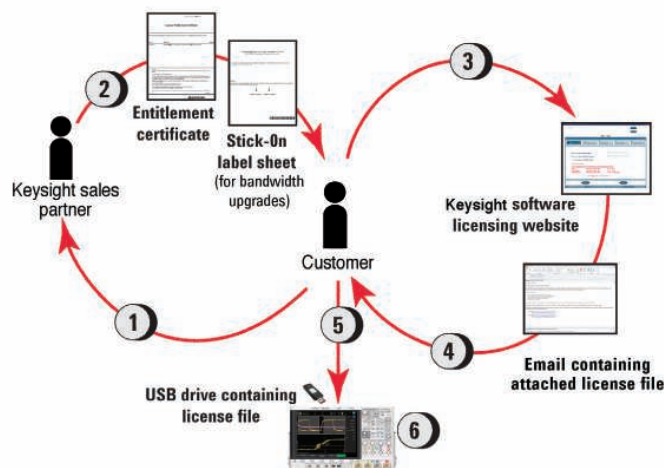 2
Entitlement
certificate
Stick-On
label sheet
(for bandwidth
upgrades)
3
Keysight sales
partner
Keysight software
licensing website
Customer
1
5
4
Email containing
attached license file
USB drive containing
license file
6